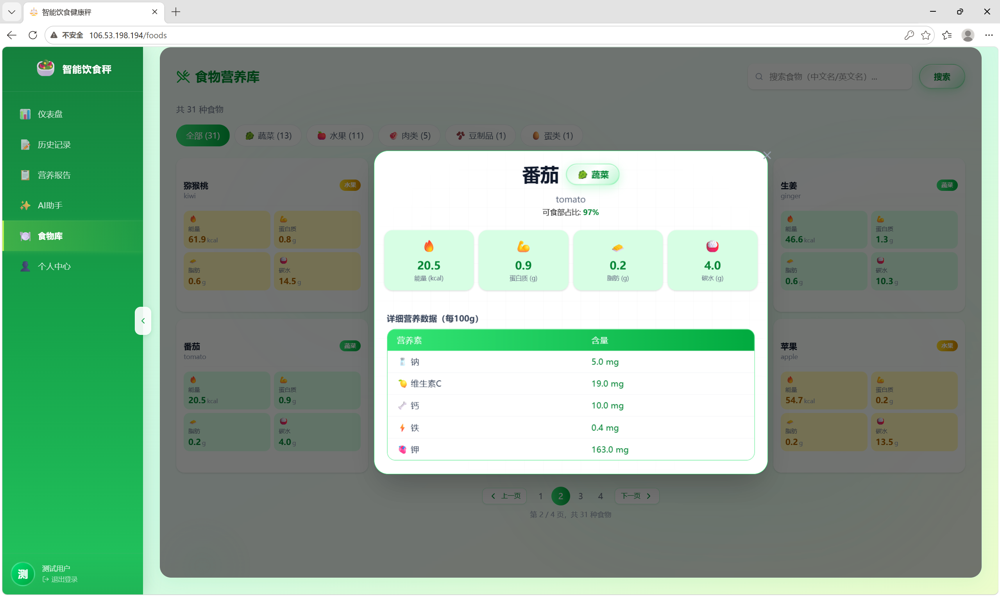 智能饮食健康秤
不安全 106.53.198.194/foods
智能饮食秤
仪表盘
历史记录
营养报告
AI助手
食物库
个人中心
测
测试用户
退出登录
食物营养库
搜索食物（中文名/英文名）...
搜索
共 31 种食物
全部 (31)
蔬菜 (13)
水果 (11)
肉类 (5)
豆制品 (1)
蛋类 (1)
猕猴桃
水果
kiwi
能量
61.9 kcal
蛋白质
0.8 g
脂肪
0.6 g
碳水
14.5 g
生姜
蔬菜
ginger
能量
46.6 kcal
蛋白质
1.3 g
脂肪
0.6 g
碳水
10.3 g
番茄
蔬菜
tomato
能量
20.5 kcal
蛋白质
0.9 g
脂肪
0.2 g
碳水
4.0 g
苹果
水果
apple
能量
54.7 kcal
蛋白质
0.2 g
脂肪
0.2 g
碳水
13.5 g
番茄
蔬菜
tomato
可食部占比: 97%
20.5
能量 (kcal)
0.9
蛋白质 (g)
0.2
脂肪 (g)
4.0
碳水 (g)
详细营养数据（每100g）
营养素 含量
钠 5.0 mg
维生素C 19.0 mg
钙 10.0 mg
铁 0.4 mg
钾 163.0 mg
上一页 1 2 3 4 下一页
第 2 / 4 页，共 31 种食物